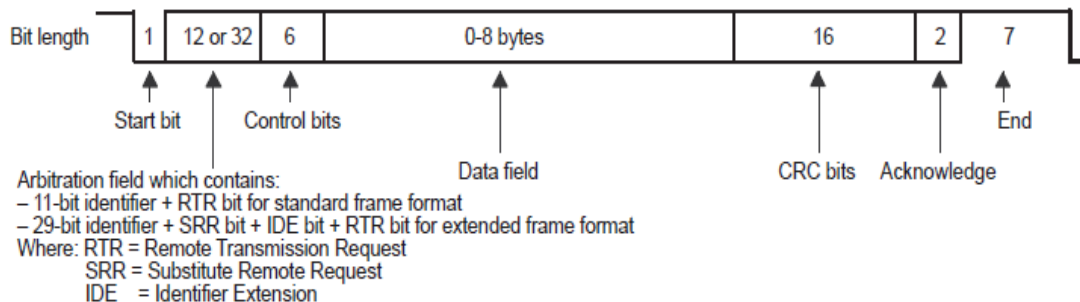 Bit length 1 12 or 32 6 0-8 bytes 16 2 7
Start bit Control bits End
Data field CRC bits Acknowledge
Arbitration field which contains:
– 11-bit identifier + RTR bit for standard frame format
– 29-bit identifier + SRR bit + IDE bit + RTR bit for extended frame format
Where: RTR = Remote Transmission Request
SRR = Substitute Remote Request
IDE = Identifier Extension